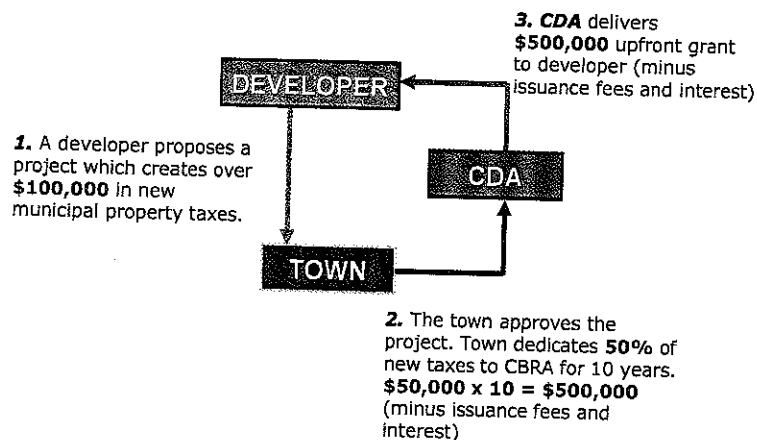 3. CDA delivers
$500,000 upfront grant
to developer (minus
issuance fees and interest)
DEVELOPER
1. A developer proposes a
project which creates over
$100,000 in new
municipal property taxes.
CDA
TOWN
2. The town approves the
project. Town dedicates 50% of
new taxes to CBRA for 10 years.
$50,000 x 10 = $500,000
(minus issuance fees and
interest)